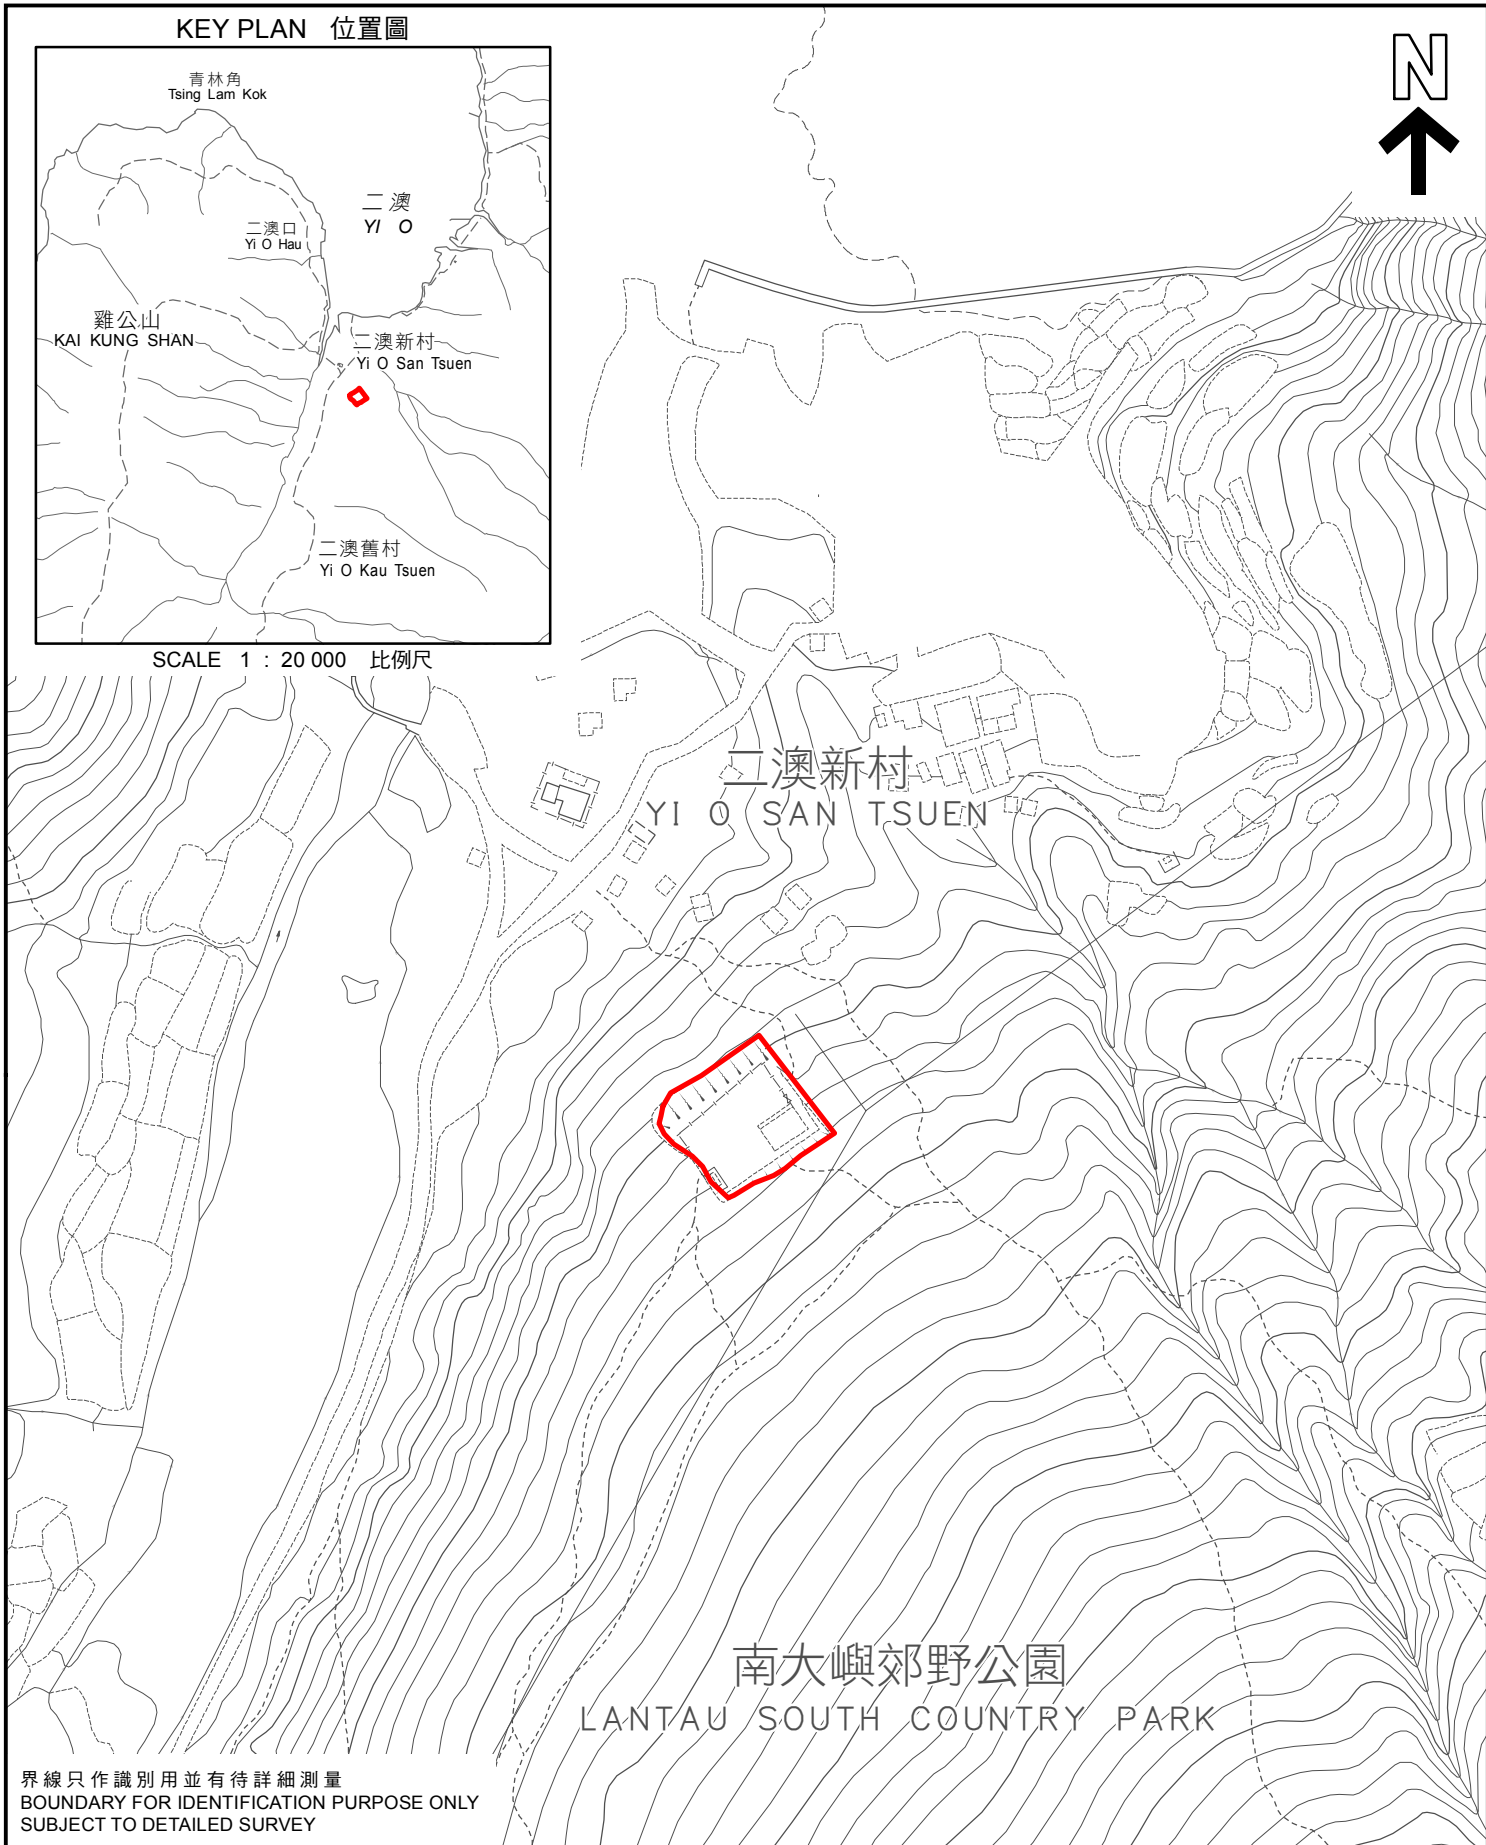 KEY PLAN 位置圖
N
青林角
Tsing Lam Kok
二澳
YI O
二澳口
Yi O Hau
雞公山
KAI KUNG SHAN
二澳新村
Yi O San Tsuen
二澳舊村
Yi O Kau Tsuen
SCALE 1 : 20 000 比例尺
二澳新村
YI O SAN TSUEN
南大嶼郊野公園
LANTAU SOUTH COUNTRY PARK
界線只作識別用並有待詳細測量
BOUNDARY FOR IDENTIFICATION PURPOSE ONLY
SUBJECT TO DETAILED SURVEY